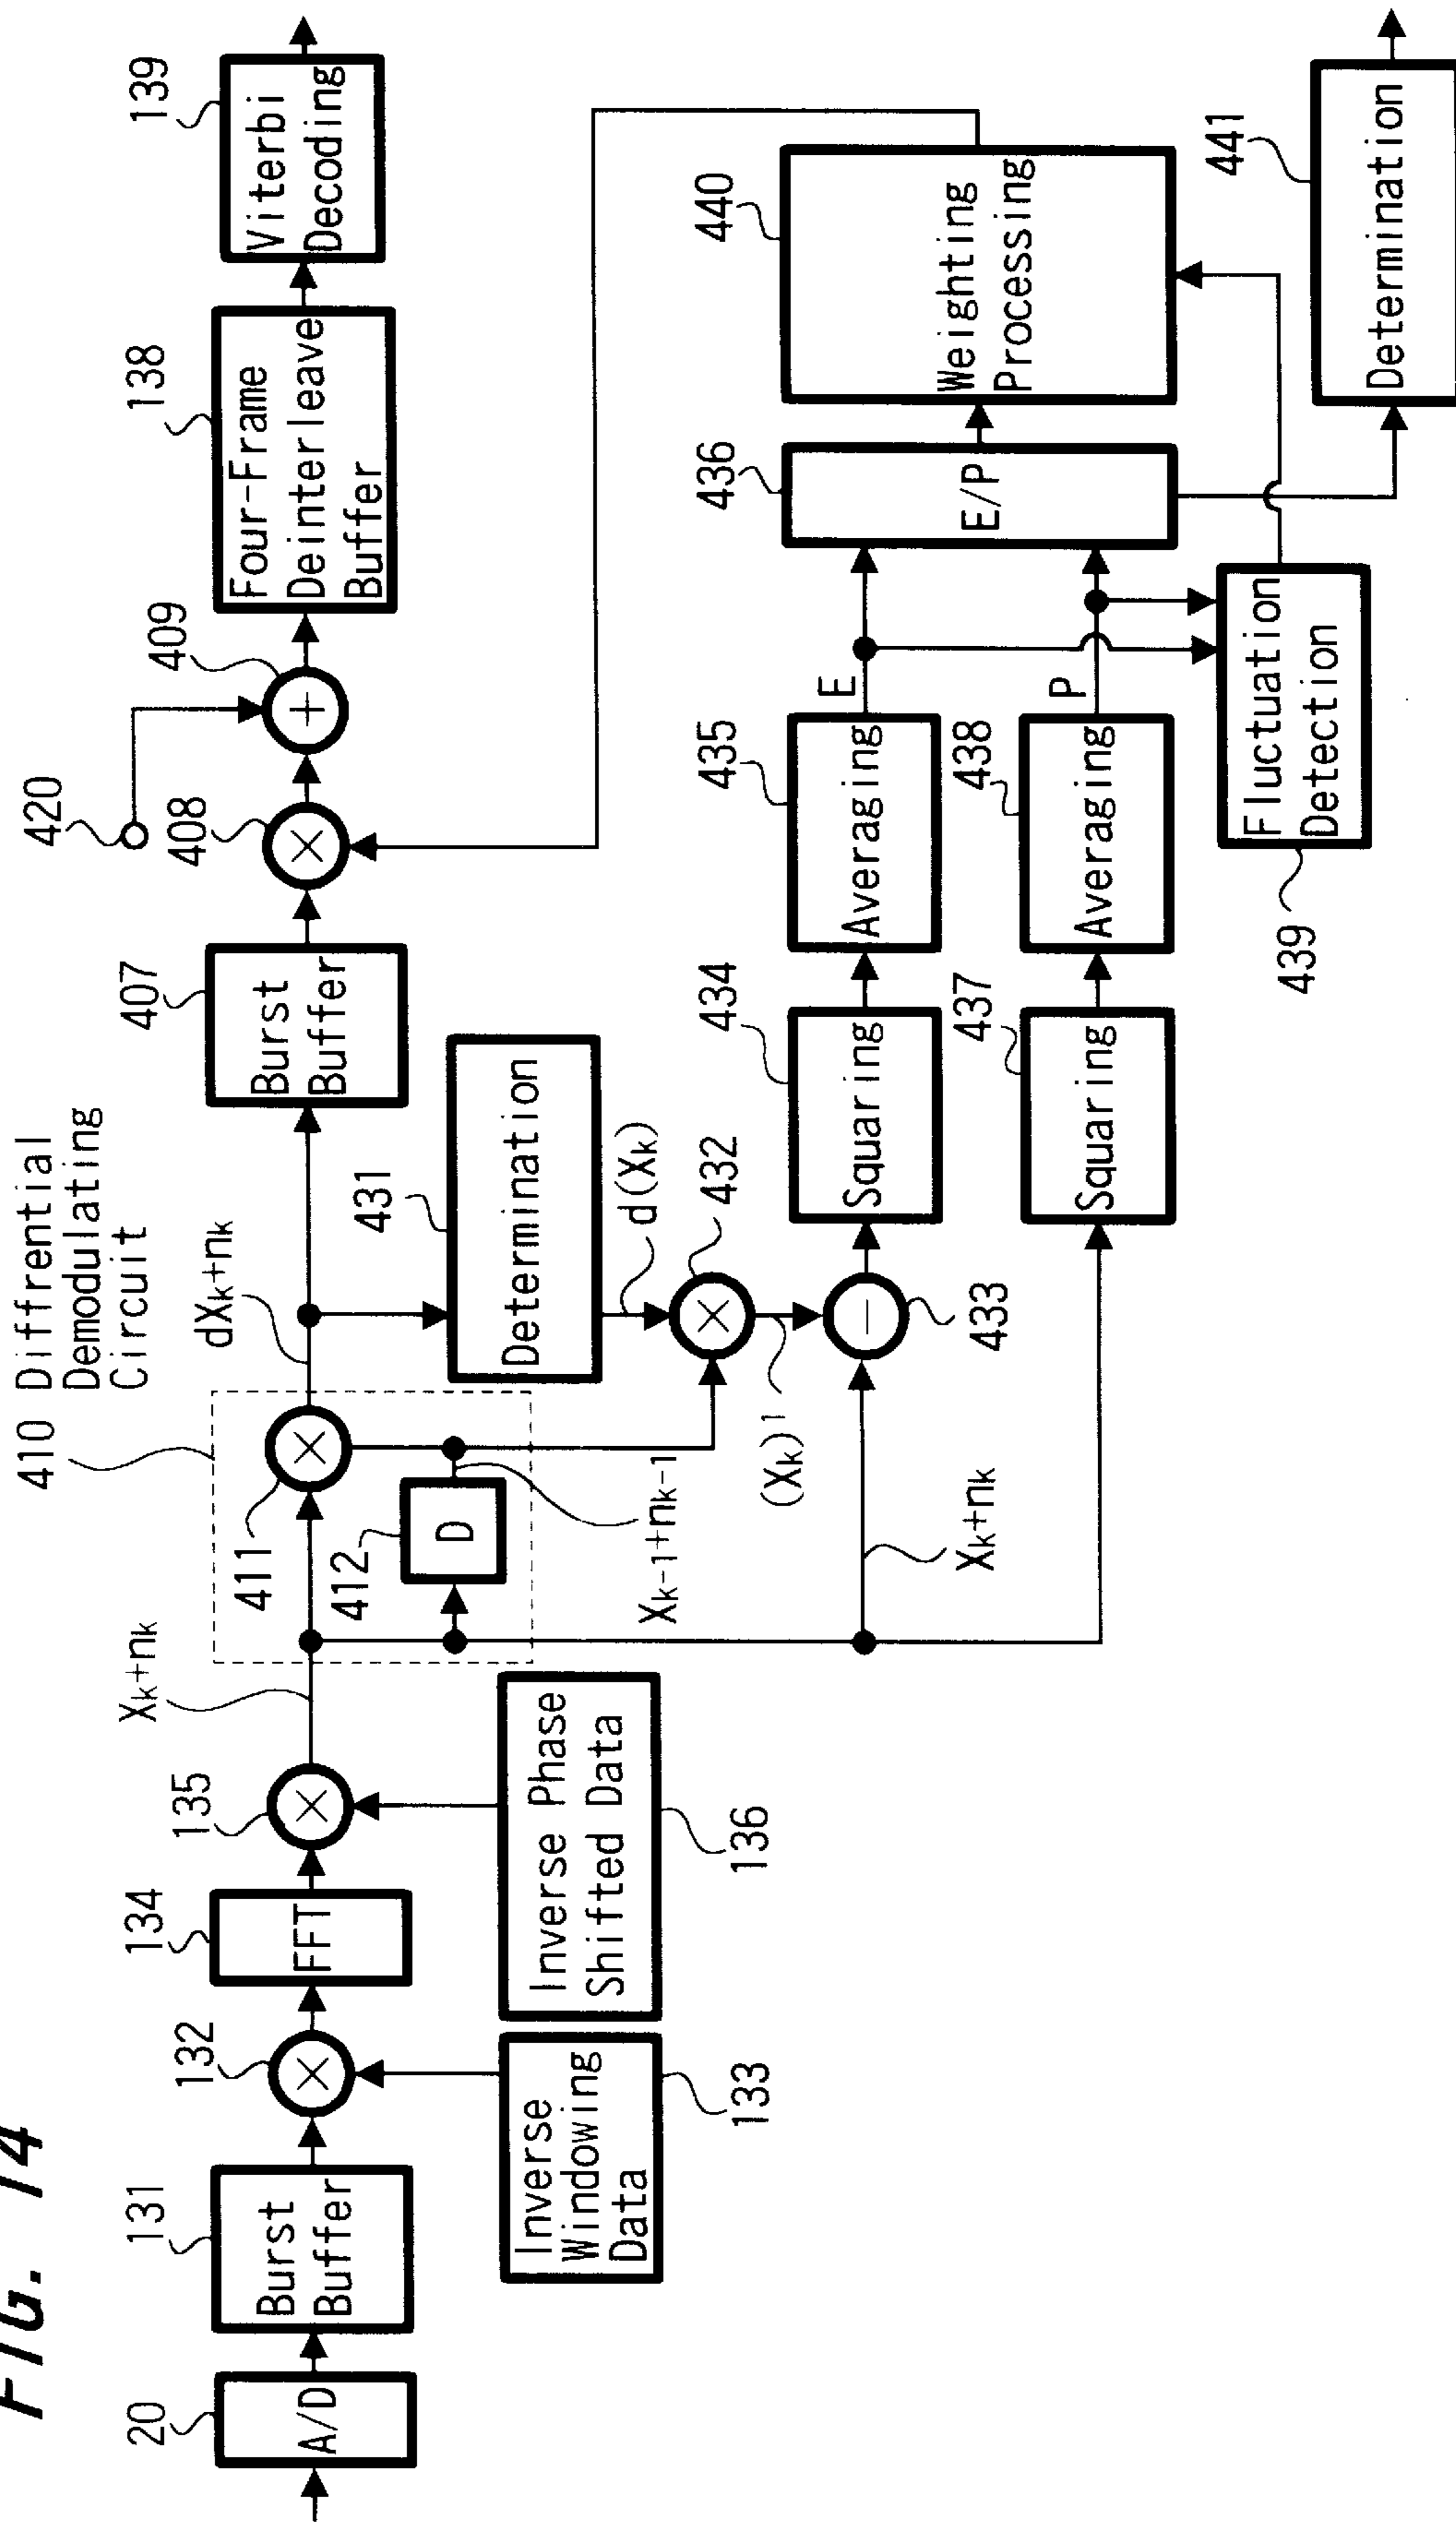 FIG. 14
20
A/D
131
Burst
Buffer
132
Inverse
Windowing
Data
133
134
FFT
135
Inverse Phase
Shifted Data
136
Xk+nk
410 Diffrential
Demodulating
Circuit
411
412
D
Xk-1+nk-1
dXk+nk
431
Determination
d(Xk)
432
(Xk)1
433
Xk+nk
407
Burst
Buffer
408
420
409
138
Four-Frame
Deinterleave
Buffer
139
Viterbi
Decoding
434
Squaring
435
Averaging
E
437
Squaring
438
Averaging
P
436
E/P
439
Fluctuation
Detection
440
Weighting
Processing
441
Determination